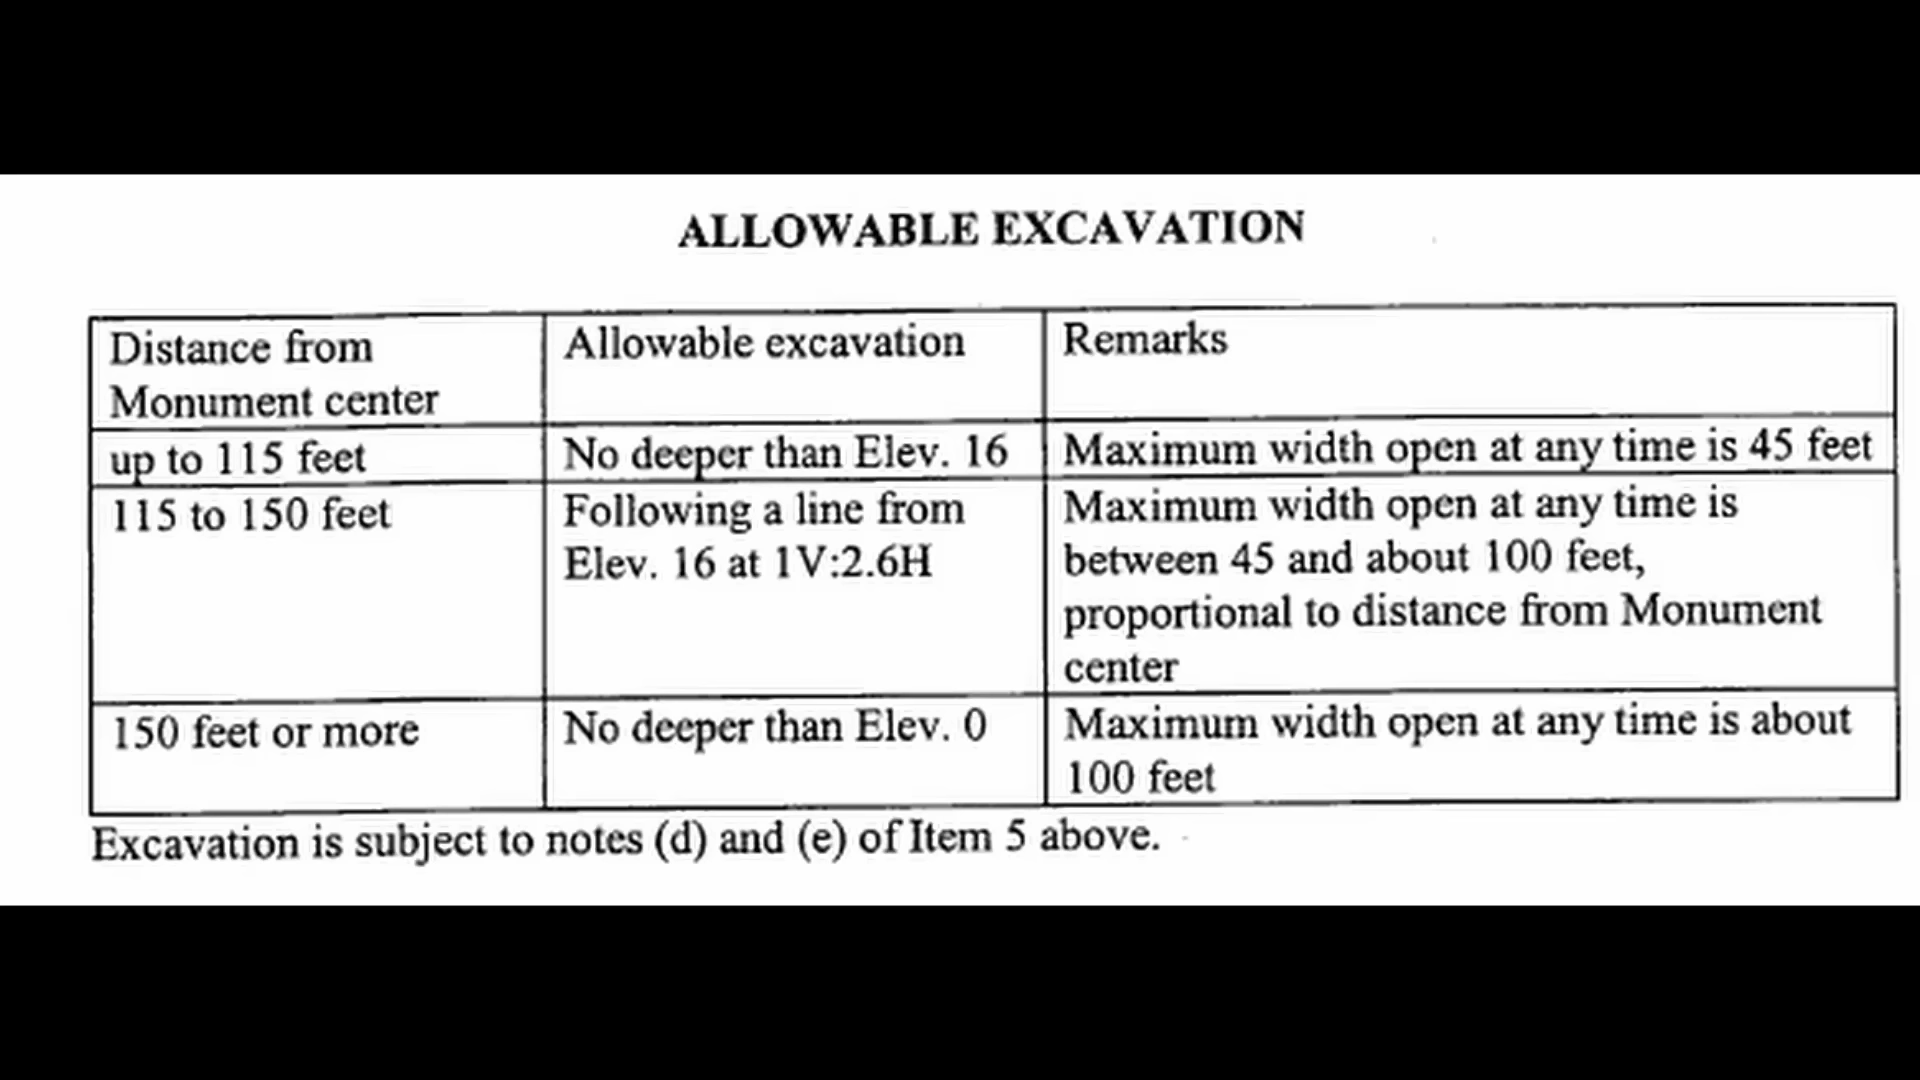 ALLOWABLE EXCAVATION
Distance from
Monument center
Allowable excavation
Remarks
up to 115 feet
No deeper than Elev. 16
Maximum width open at any time is 45 feet
115 to 150 feet
Following a line from
Elev. 16 at 1V:2.6H
Maximum width open at any time is
between 45 and about 100 feet,
proportional to distance from Monument
center
150 feet or more
No deeper than Elev. 0
Maximum width open at any time is about
100 feet
Excavation is subject to notes (d) and (e) of Item 5 above.